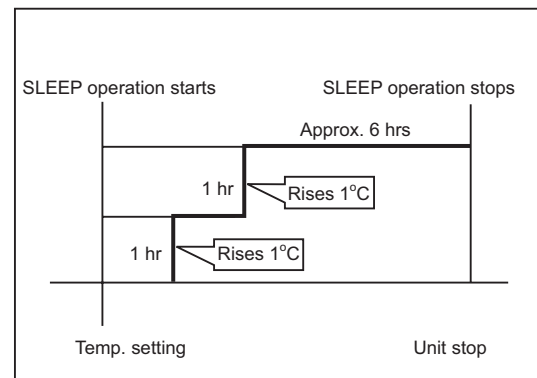 SLEEP operation starts
SLEEP operation stops
Approx. 6 hrs
1 hr
Rises 1°C
1 hr
Rises 1°C
Temp. setting
Unit stop